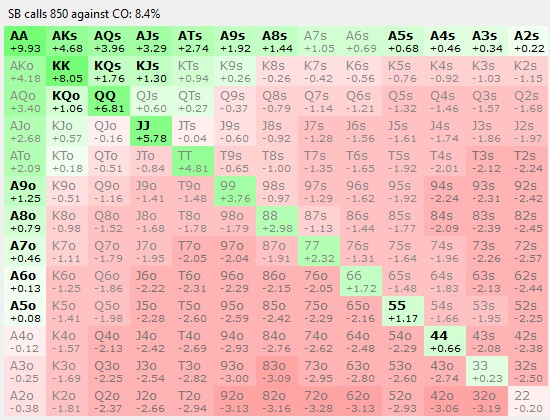 SB calls 850 against CO: 8.4%
AA AKs AQs AJs ATs A9s A8s A7s A6s A5s A4s A3s A2s
+9.93 +4.68 +3.96 +3.29 +2.74 +1.92 +1.44 +1.05 +0.69 +0.68 +0.46 +0.34 +0.22
AKo KK KQs KJs KTs K9s K8s K7s K6s K5s K4s K3s K2s
+4.18 +8.05 +1.76 +1.30 +0.94 +0.26 -0.26 -0.42 -0.56 -0.76 -0.92 -1.03 -1.15
AQo KQo QQ QJs QTs Q9s Q8s Q7s Q6s Q5s Q4s Q3s Q2s
+3.40 +1.06 +6.81 +0.60 +0.27 -0.37 -0.79 -1.14 -1.21 -1.32 -1.46 -1.57 -1.68
AJo KJo QJo JJ JTs J9s J8s J7s J6s J5s J4s J3s J2s
+2.68 +0.57 -0.16 +5.78 -0.04 -0.60 -0.92 -1.28 -1.56 -1.61 -1.74 -1.86 -1.97
ATo KTo QTo JTo TT T9s T8s T7s T6s T5s T4s T3s T2s
+2.09 +0.18 -0.51 -0.84 +4.81 -0.65 -1.00 -1.35 -1.65 -1.92 -2.01 -2.12 -2.24
A9o K9o Q9o J9o T9o 99 98s 97s 96s 95s 94s 93s 92s
+1.25 -0.51 -1.16 -1.41 -1.48 +3.76 -0.97 -1.29 -1.62 -1.92 -2.24 -2.31 -2.42
A8o K8o Q8o J8o T8o 98o 88 87s 86s 85s 84s 83s 82s
+0.79 -0.98 -1.52 -1.68 -1.78 -1.79 +2.98 -1.13 -1.44 -1.77 -2.09 -2.39 -2.45
A7o K7o Q7o J7o T7o 97o 87o 77 76s 75s 74s 73s 72s
+0.46 -1.11 -1.79 -1.95 -2.05 -2.04 -1.91 +2.32 -1.31 -1.64 -1.96 -2.26 -2.57
A6o K6o Q6o J6o T6o 96o 86o 76o 66 65s 64s 63s 62s
+0.13 -1.25 -1.86 -2.22 -2.31 -2.29 -2.15 -2.05 +1.72 -1.48 -1.83 -2.13 -2.44
A5o K5o Q5o J5o T5o 95o 85o 75o 65o 55 54s 53s 52s
+0.08 -1.41 -1.98 -2.28 -2.60 -2.59 -2.42 -2.29 -2.16 +1.17 -1.66 -1.95 -2.25
A4o K4o Q4o J4o T4o 94o 84o 74o 64o 54o 44 43s 42s
-0.12 -1.57 -2.13 -2.42 -2.69 -2.93 -2.74 -2.62 -2.48 -2.29 +0.66 -2.08 -2.38
A3o K3o Q3o J3o T3o 93o 83o 73o 63o 53o 43o 33 32s
-0.25 -1.69 -2.25 -2.54 -2.82 -3.00 -3.09 -2.95 -2.80 -2.60 -2.74 +0.23 -2.50
A2o K2o Q2o J2o T2o 92o 82o 72o 62o 52o 42o 32o 22
-0.38 -1.81 -2.37 -2.66 -2.94 -3.13 -3.16 -3.28 -3.13 -2.93 -3.06 -3.19 -0.20